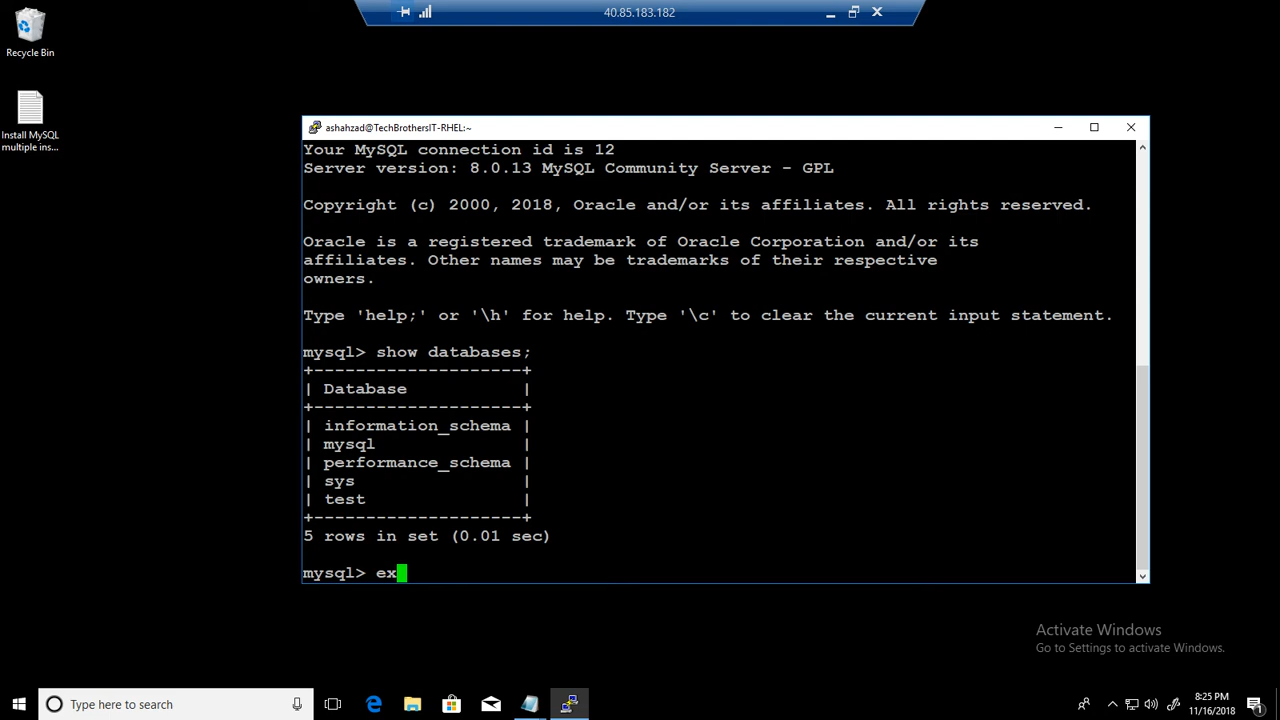 40.85.183.182
Recycle Bin
Install MySQL
multiple ins...
ashahzad@TechBrothersIT-RHEL:~
Your MySQL connection id is 12
Server version: 8.0.13 MySQL Community Server - GPL
Copyright (c) 2000, 2018, Oracle and/or its affiliates. All rights reserved.
Oracle is a registered trademark of Oracle Corporation and/or its
affiliates. Other names may be trademarks of their respective
owners.
Type 'help;' or '\h' for help. Type '\c' to clear the current input statement.
mysql> show databases;
+--------------------+
| Database           |
+--------------------+
| information_schema |
| mysql              |
| performance_schema |
| sys                |
| test               |
+--------------------+
5 rows in set (0.01 sec)
mysql> ex
Activate Windows
Go to Settings to activate Windows.
Type here to search
8:25 PM
11/16/2018
1